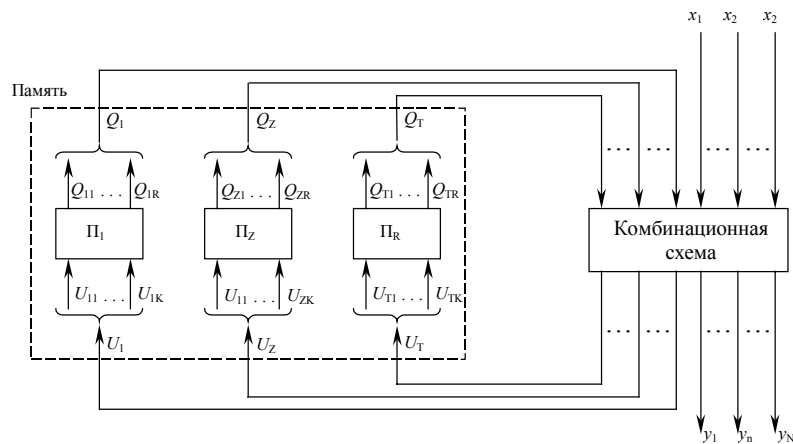 x1 x2 x2
Память
Q1 QZ QT
... ... ... ...
Q11 ... Q1R QZ1 ... QZR QT1 ... QTR
П1 ПZ ПR
Комбинационная
схема
U11 ... U1K U11 ... UZK UT1 ... UTK
... ... ... ...
U1 UZ UT
y1 yn yN